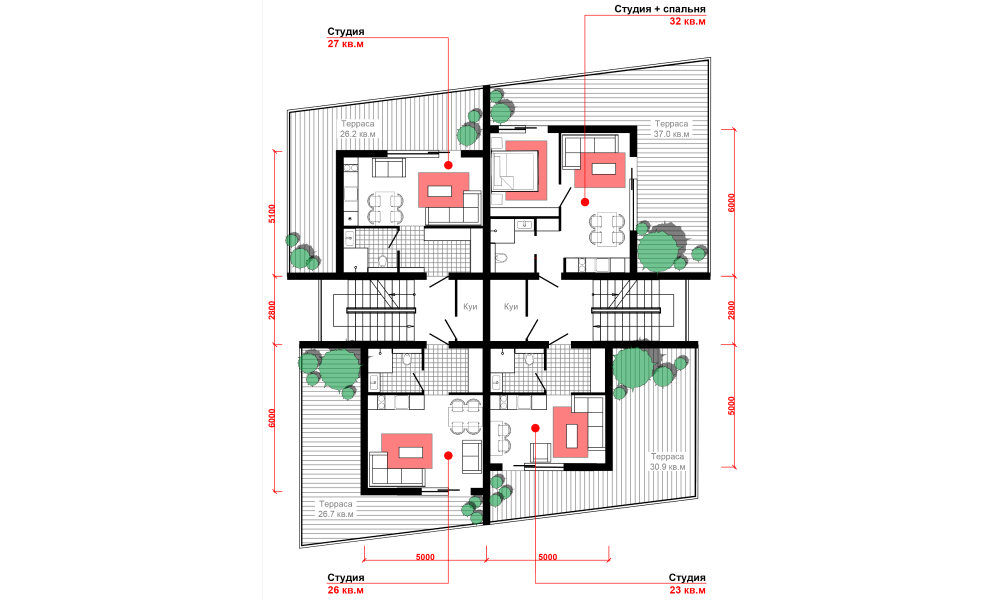 Студия + спальня
32 кв.м
Студия
27 кв.м
Терраса
26.2 кв.м
Терраса
37.0 кв.м
5100
6000
2800
Куи
Куи
2800
6000
5000
Терраса
30.9 кв.м
Терраса
26.7 кв.м
5000
5000
Студия
26 кв.м
Студия
23 кв.м